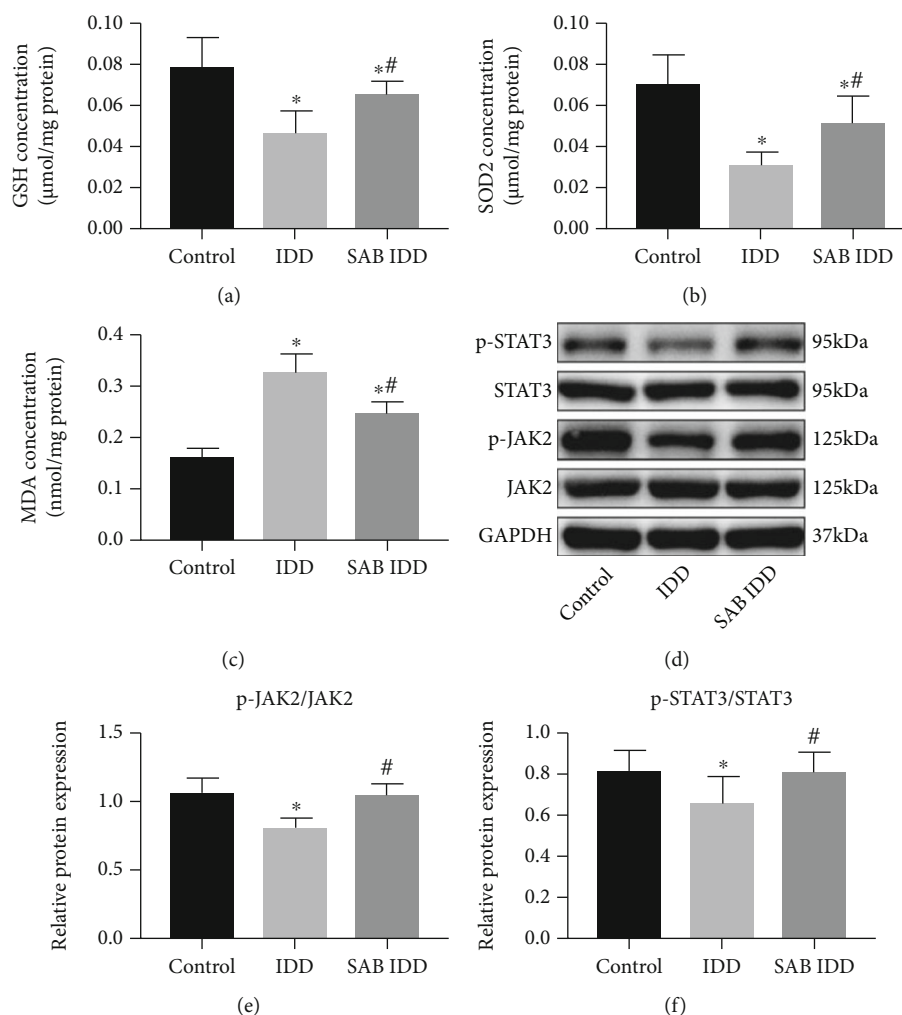 GSH concentration
(μmol/mg protein)
0.10
0.08
0.06
0.04
0.02
0.00
*
*#
Control IDD SAB IDD
(a)
SOD2 concentration
(μmol/mg protein)
0.10
0.08
0.06
0.04
0.02
0.00
*
*#
Control IDD SAB IDD
(b)
MDA concentration
(nmol/mg protein)
0.4
0.3
0.2
0.1
0.0
*
*#
Control IDD SAB IDD
(c)
p-STAT3 95kDa
STAT3 95kDa
p-JAK2 125kDa
JAK2 125kDa
GAPDH 37kDa
Control IDD SAB IDD
(d)
p-JAK2/JAK2
Relative protein expression
1.5
1.0
0.5
0.0
*
#
Control IDD SAB IDD
(e)
p-STAT3/STAT3
Relative protein expression
1.0
0.8
0.6
0.4
0.2
0.0
*
#
Control IDD SAB IDD
(f)